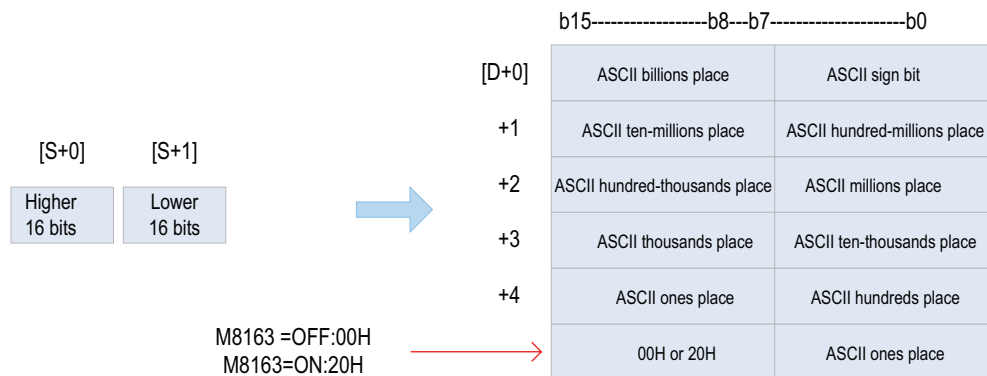 b15----------------------b8---b7--------------------b0
[D+0] ASCII billions place ASCII sign bit
+1 ASCII ten-millions place ASCII hundred-millions place
[S+0] [S+1]
Higher
16 bits
Lower
16 bits
+2 ASCII hundred-thousands place ASCII millions place
+3 ASCII thousands place ASCII ten-thousands place
+4 ASCII ones place ASCII hundreds place
M8163 =OFF:00H
M8163=ON:20H
00H or 20H ASCII ones place